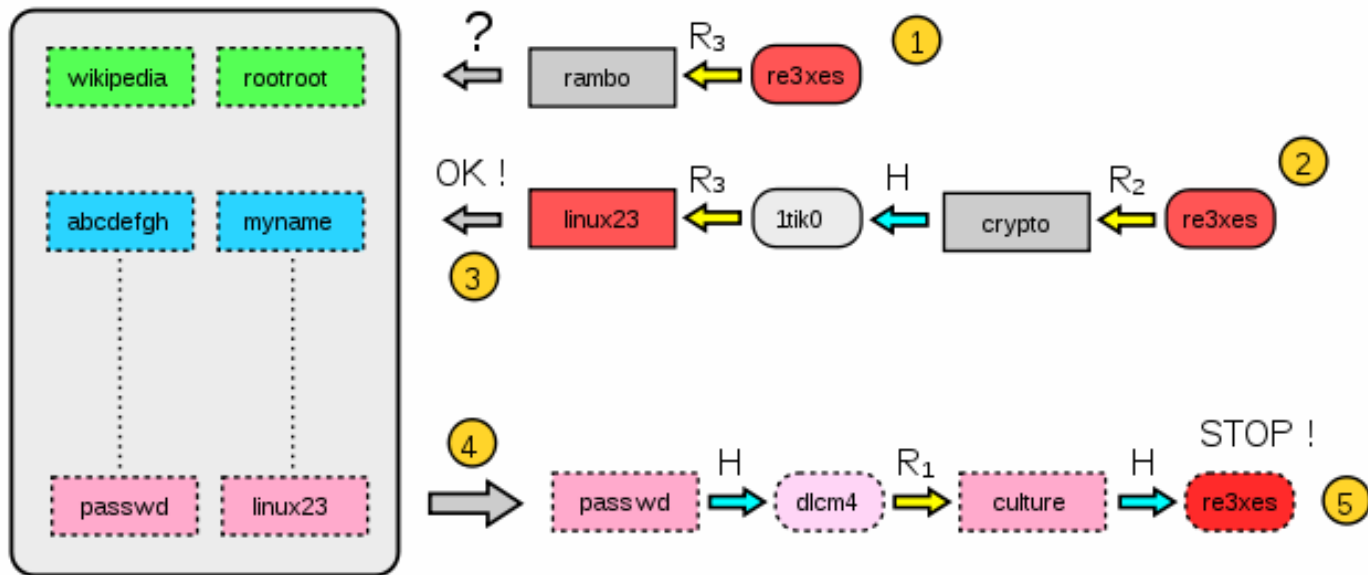 wikipedia rootroot ? rambo R₃ re3xes 1
abcdefgh myname OK ! linux23 R₃ 1tik0 H crypto R₂ re3xes 2
3
4
passwd linux23 passwd H dlcm4 R₁ culture H STOP ! re3xes 5